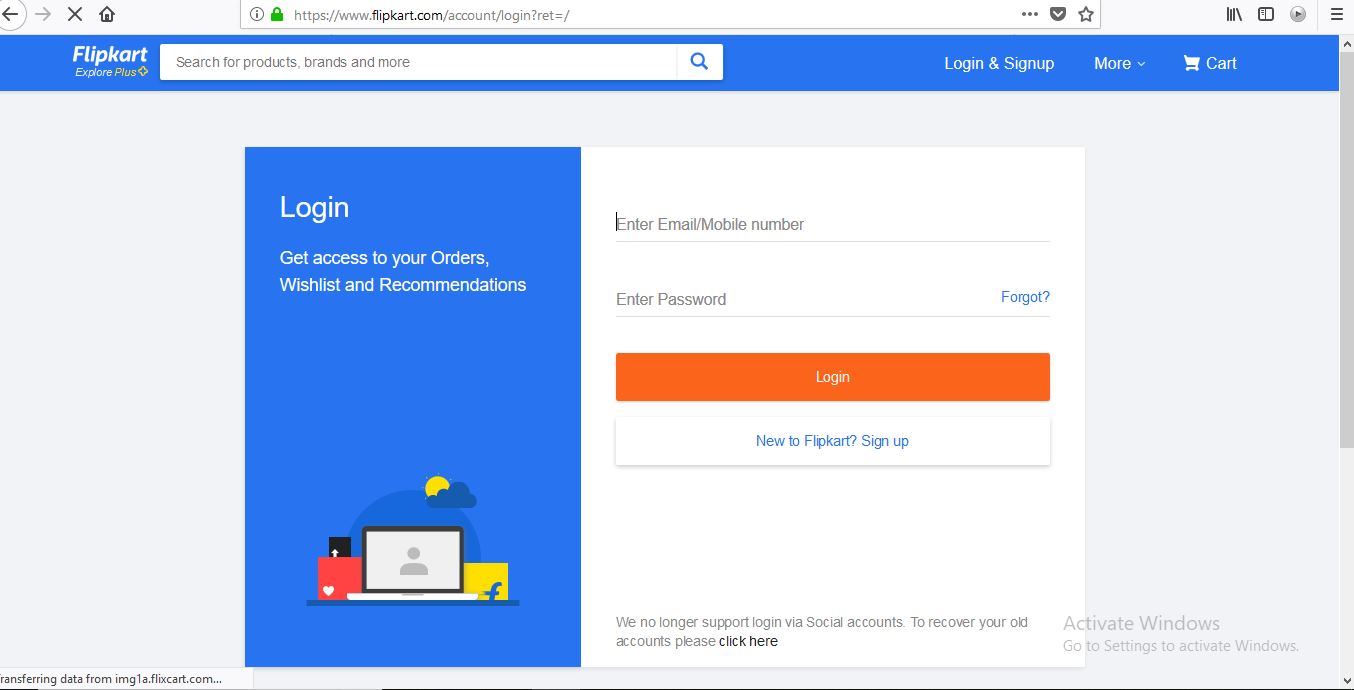 https://www.flipkart.com/account/login?ret=/
Flipkart
Explore Plus
Search for products, brands and more
Login & Signup
More
Cart
Login
Get access to your Orders,
Wishlist and Recommendations
Enter Email/Mobile number
Enter Password
Forgot?
Login
New to Flipkart? Sign up
We no longer support login via Social accounts. To recover your old
accounts please click here
Activate Windows
Go to Settings to activate Windows.
ransferring data from img1a.flixcart.com...